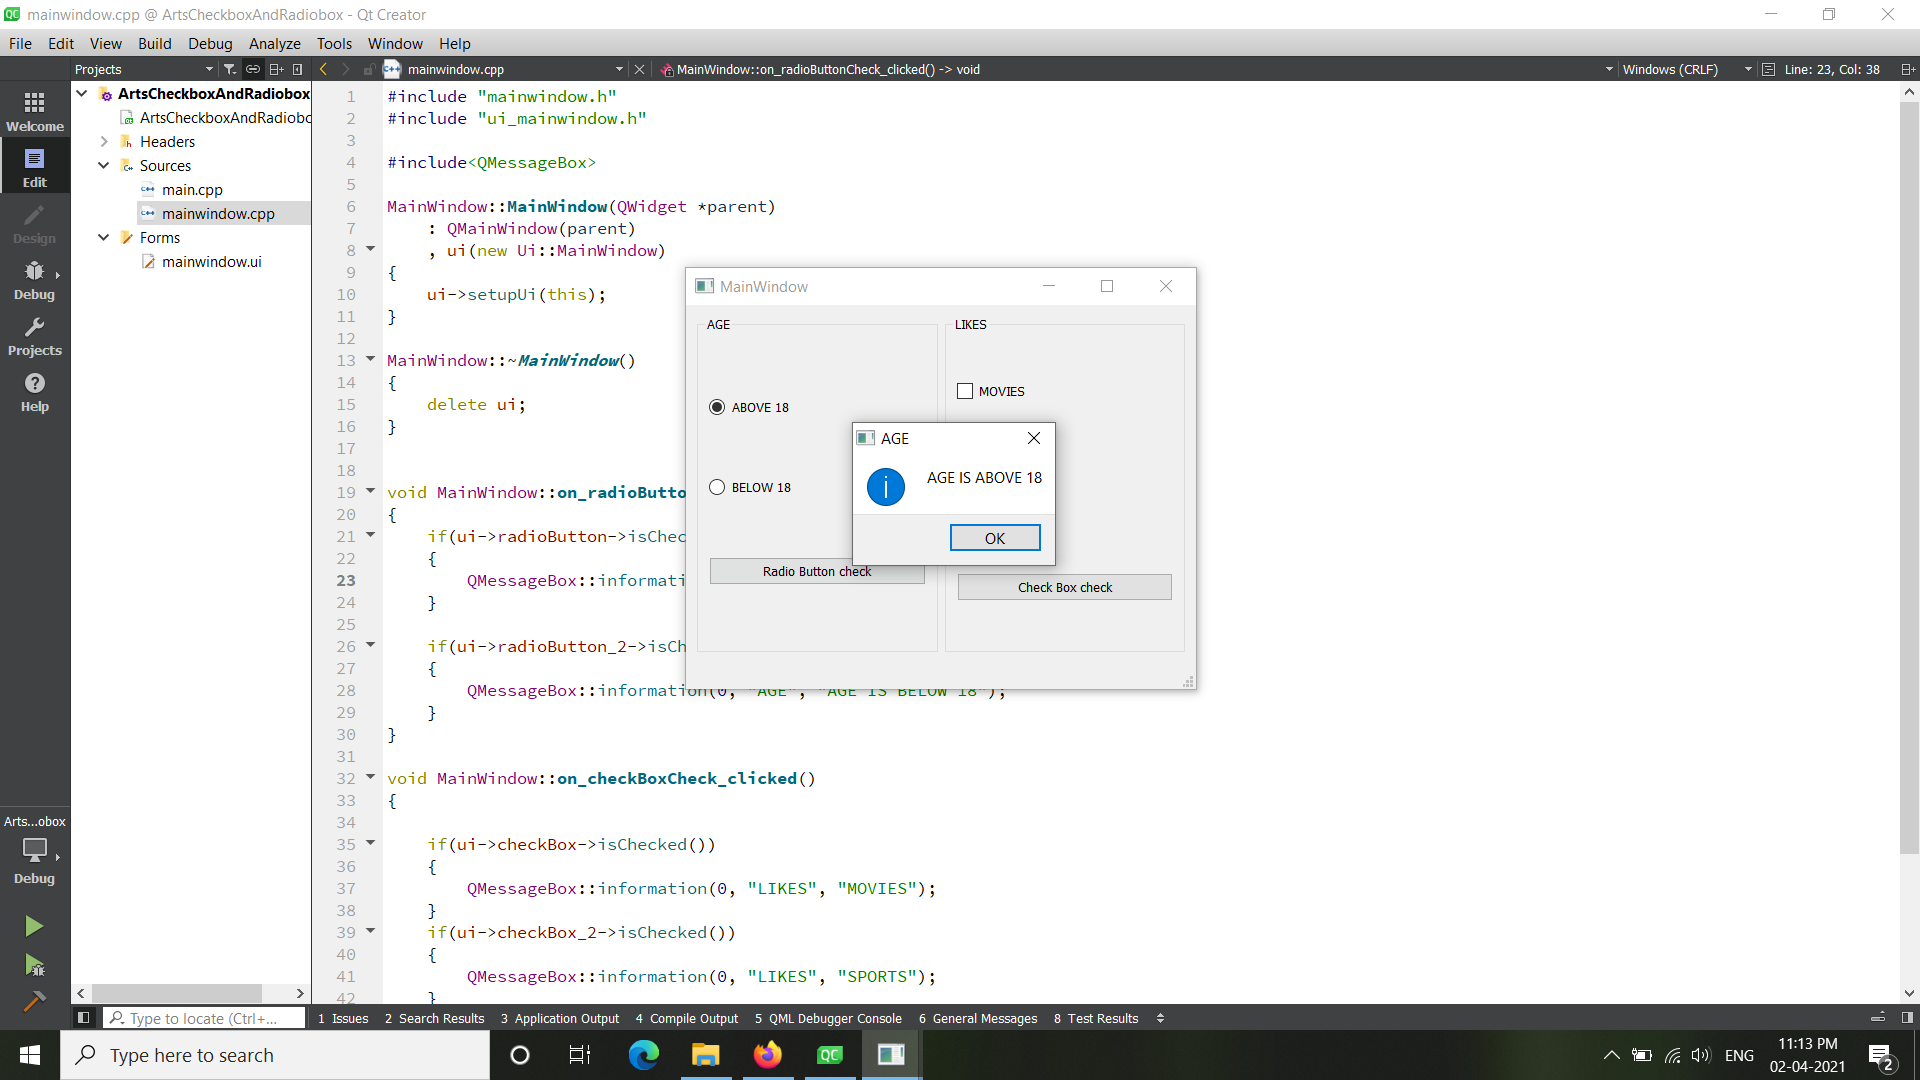 mainwindow.cpp @ ArtsCheckboxAndRadiobox - Qt Creator
File Edit View Build Debug Analyze Tools Window Help
Projects
mainwindow.cpp
MainWindow::on_radioButtonCheck_clicked() -> void
Windows (CRLF)
Line: 23, Col: 38
Welcome
Edit
Design
Debug
Projects
Help
Arts...obox
Debug
ArtsCheckboxAndRadiobox
ArtsCheckboxAndRadiobo
Headers
Sources
main.cpp
mainwindow.cpp
Forms
mainwindow.ui
1 #include "mainwindow.h"
2 #include "ui_mainwindow.h"
3
4 #include<QMessageBox>
5
6 MainWindow::MainWindow(QWidget *parent)
7     : QMainWindow(parent)
8     , ui(new Ui::MainWindow)
9 {
10     ui->setupUi(this);
11 }
12
13 MainWindow::~MainWindow()
14 {
15     delete ui;
16 }
17
18
19 void MainWindow::on_radioButto
20 {
21     if(ui->radioButton->isChec
22     {
23         QMessageBox::informati
24     }
25
26     if(ui->radioButton_2->isCh
27     {
28         QMessageBox::information(0, "AGE", "AGE IS BELOW 18");
29     }
30 }
31
32 void MainWindow::on_checkBoxCheck_clicked()
33 {
34
35     if(ui->checkBox->isChecked())
36     {
37         QMessageBox::information(0, "LIKES", "MOVIES");
38     }
39     if(ui->checkBox_2->isChecked())
40     {
41         QMessageBox::information(0, "LIKES", "SPORTS");
42     }
MainWindow
AGE
ABOVE 18
BELOW 18
Radio Button check
LIKES
MOVIES
Check Box check
AGE
AGE IS ABOVE 18
OK
Type to locate (Ctrl+...
1 Issues 2 Search Results 3 Application Output 4 Compile Output 5 QML Debugger Console 6 General Messages 8 Test Results
Type here to search
ENG
11:13 PM
02-04-2021
2